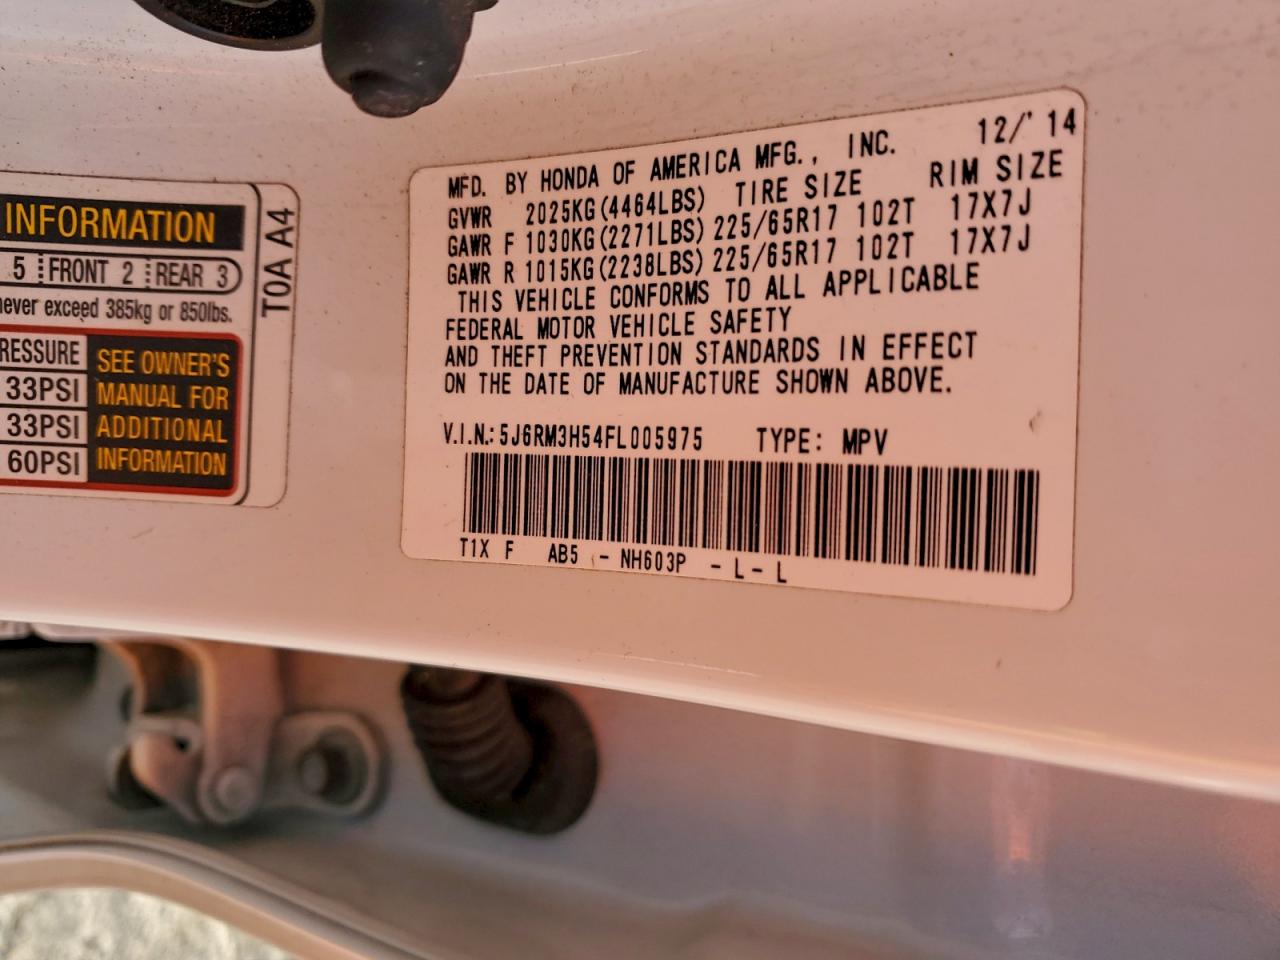 INFORMATION
5 FRONT 2 REAR 3
never exceed 385kg or 850lbs.
RESSURE
33PSI
33PSI
60PSI
SEE OWNER'S
MANUAL FOR
ADDITIONAL
INFORMATION
T0A A4
12/'14
MFD. BY HONDA OF AMERICA MFG., INC.
GVWR 2025KG(4464LBS) TIRE SIZE RIM SIZE
GAWR F 1030KG(2271LBS) 225/65R17 102T 17X7J
GAWR R 1015KG(2238LBS) 225/65R17 102T 17X7J
THIS VEHICLE CONFORMS TO ALL APPLICABLE
FEDERAL MOTOR VEHICLE SAFETY
AND THEFT PREVENTION STANDARDS IN EFFECT
ON THE DATE OF MANUFACTURE SHOWN ABOVE.
V.I.N.: 5J6RM3H54FL005975 TYPE: MPV
T1X F AB5 - NH603P - L - L